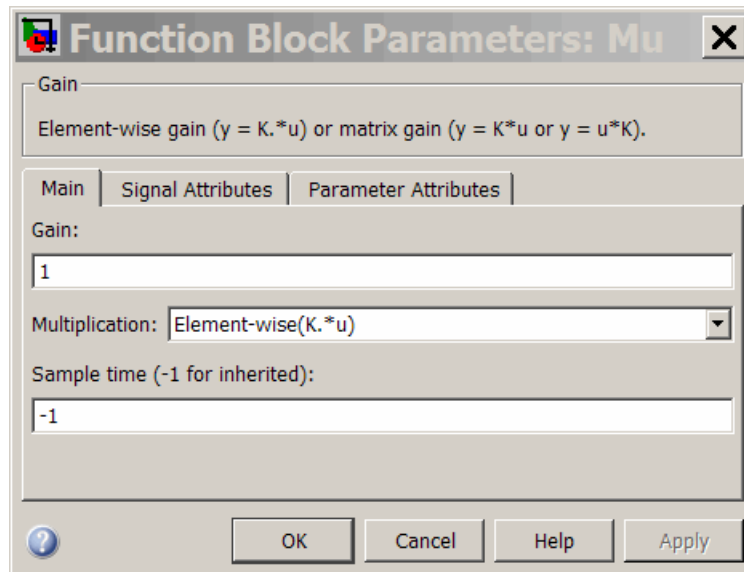 Function Block Parameters: Mu
Gain
Element-wise gain (y = K.*u) or matrix gain (y = K*u or y = u*K).
Main Signal Attributes Parameter Attributes
Gain:
1
Multiplication: Element-wise(K.*u)
Sample time (-1 for inherited):
-1
OK Cancel Help Apply